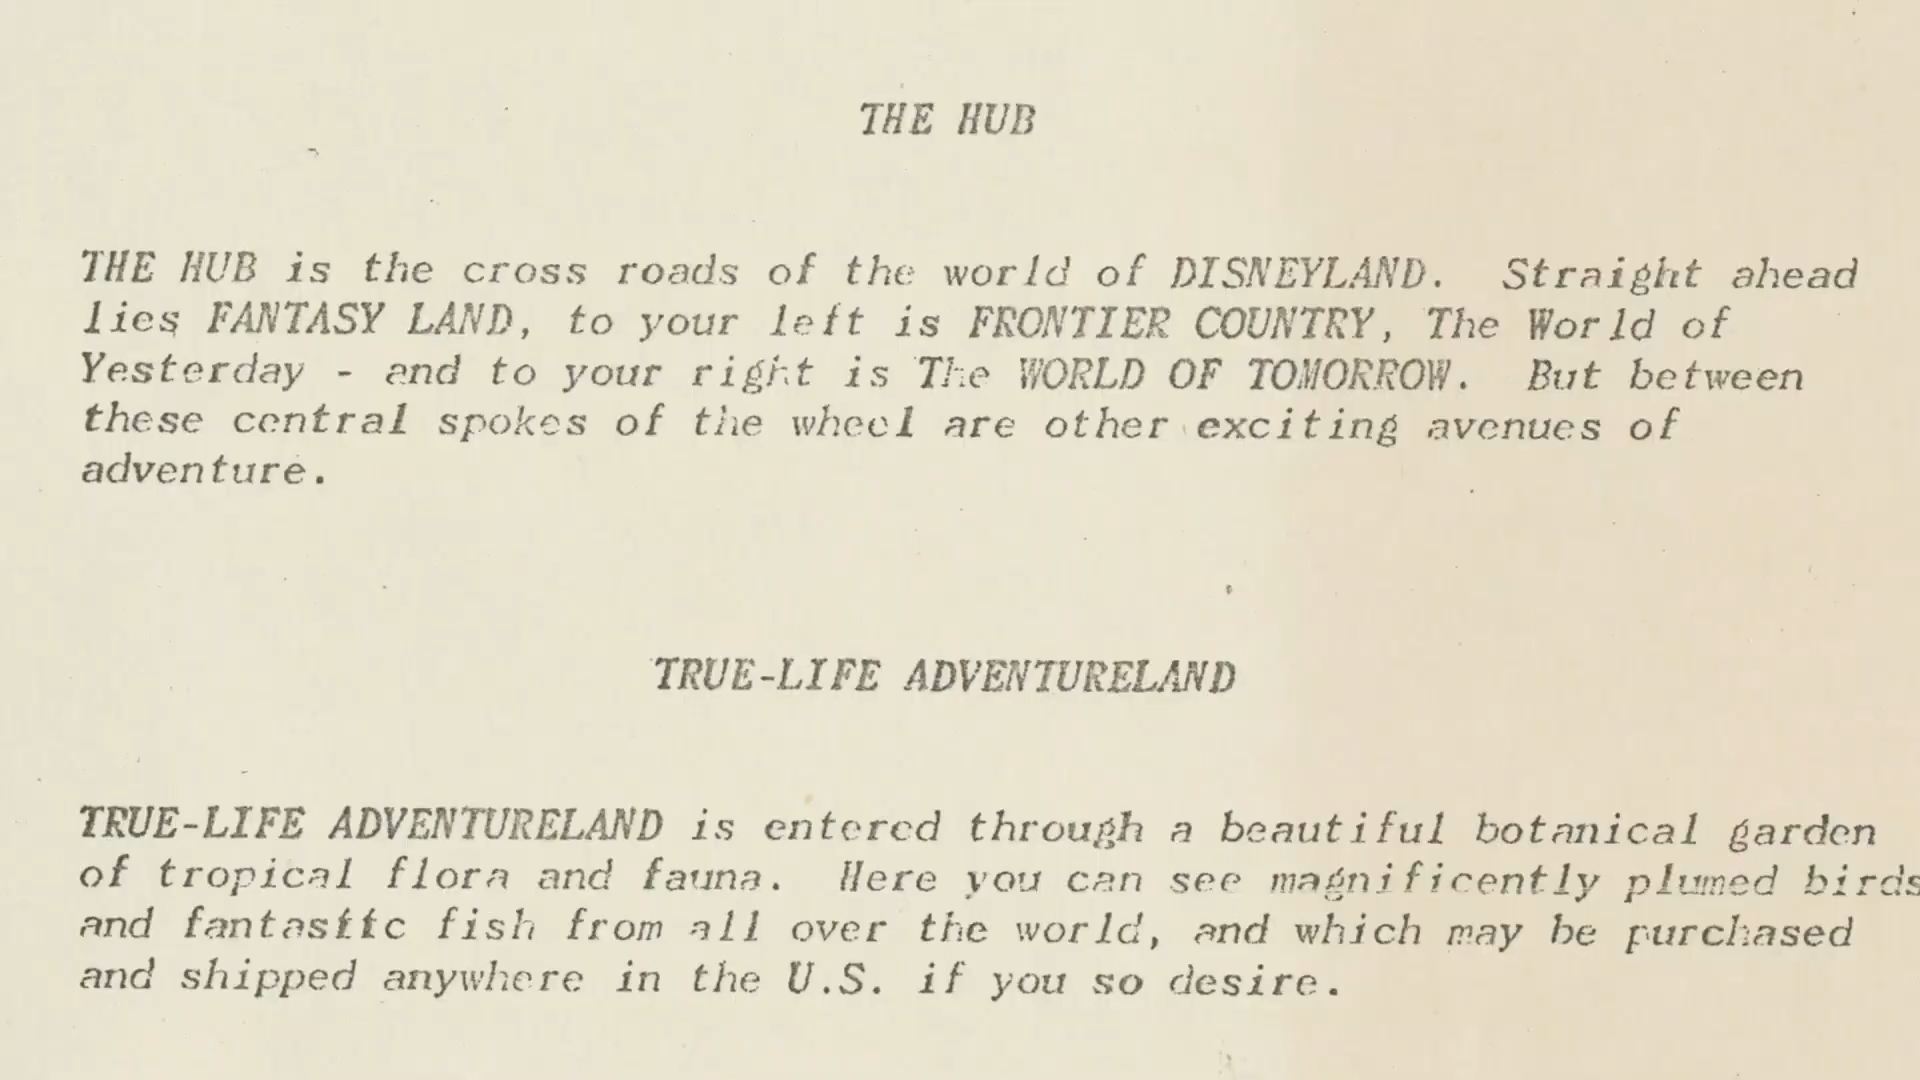 THE HUB
THE HUB is the cross roads of the world of DISNEYLAND. Straight ahead
lies FANTASY LAND, to your left is FRONTIER COUNTRY, The World of
Yesterday - and to your right is The WORLD OF TOMORROW. But between
these central spokes of the wheel are other exciting avenues of
adventure.
TRUE-LIFE ADVENTURELAND
TRUE-LIFE ADVENTURELAND is entered through a beautiful botanical garden
of tropical flora and fauna. Here you can see magnificently plumed birds
and fantastic fish from all over the world, and which may be purchased
and shipped anywhere in the U.S. if you so desire.